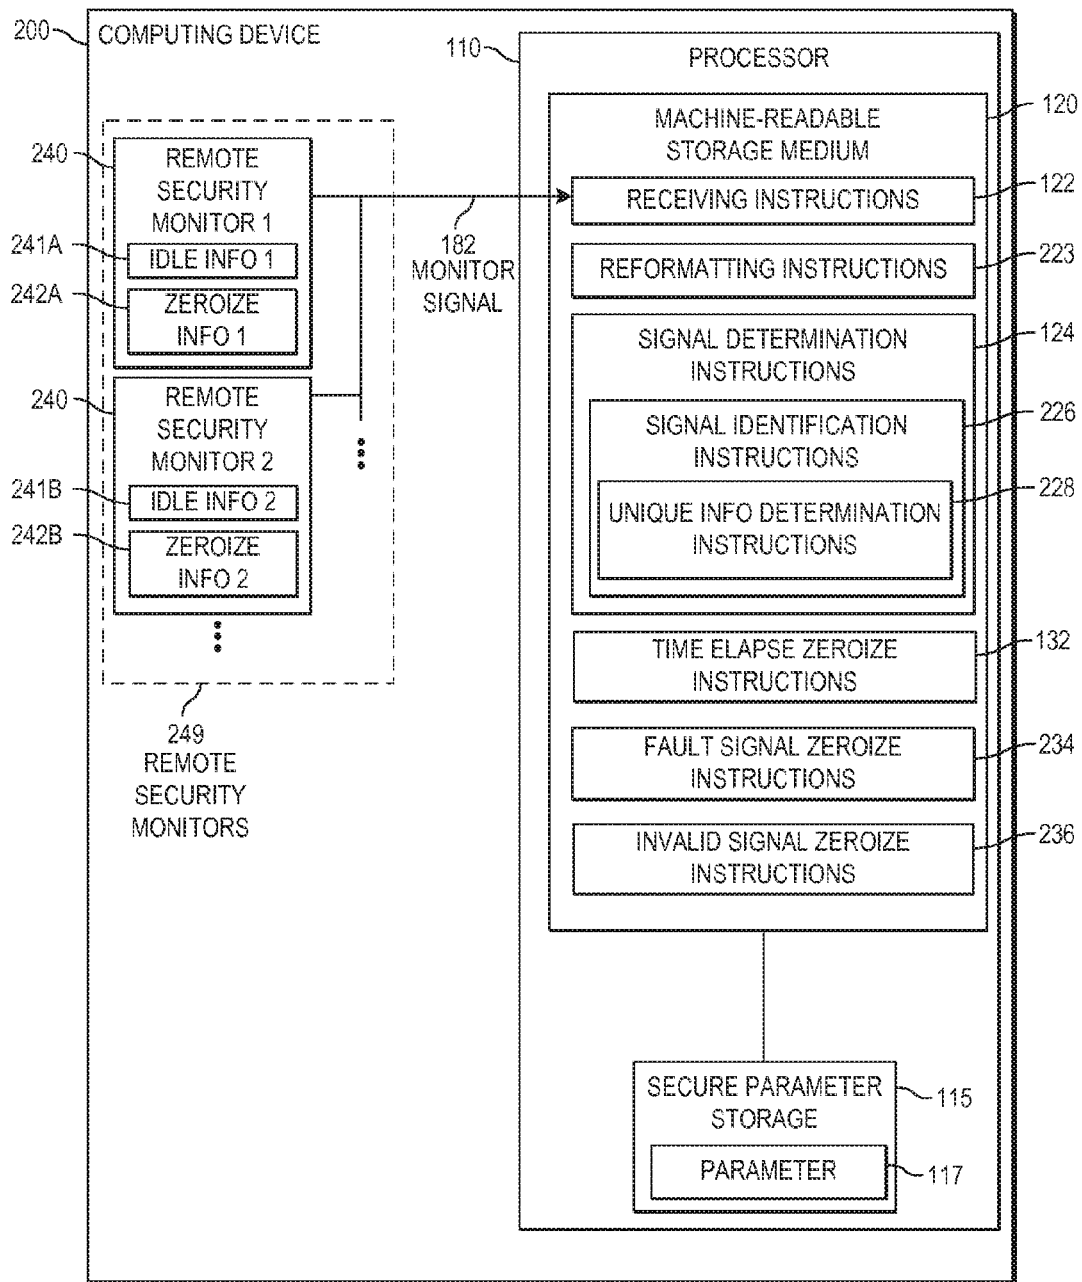 200
COMPUTING DEVICE
240
REMOTE
SECURITY
MONITOR 1
241A
IDLE INFO 1
242A
ZEROIZE
INFO 1
240
REMOTE
SECURITY
MONITOR 2
241B
IDLE INFO 2
242B
ZEROIZE
INFO 2
249
REMOTE
SECURITY
MONITORS
182
MONITOR
SIGNAL
110
PROCESSOR
120
MACHINE-READABLE
STORAGE MEDIUM
RECEIVING INSTRUCTIONS
122
REFORMATTING INSTRUCTIONS
223
SIGNAL DETERMINATION
INSTRUCTIONS
124
SIGNAL IDENTIFICATION
INSTRUCTIONS
226
UNIQUE INFO DETERMINATION
INSTRUCTIONS
228
TIME ELAPSE ZEROIZE
INSTRUCTIONS
132
FAULT SIGNAL ZEROIZE
INSTRUCTIONS
234
INVALID SIGNAL ZEROIZE
INSTRUCTIONS
236
SECURE PARAMETER
STORAGE
115
PARAMETER
117